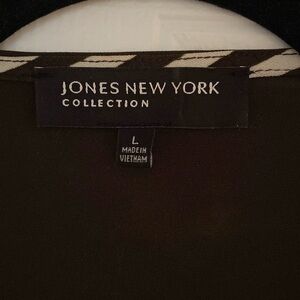 JONES NEW YORK
COLLECTION
L
MADE IN
VIETNAM